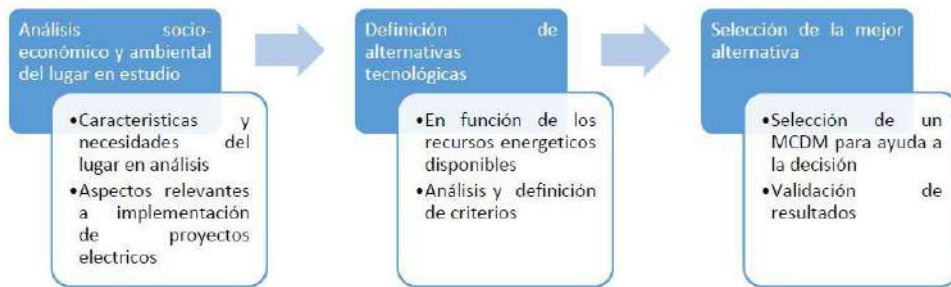 Análisis socio-
económico y ambiental
del lugar en estudio
•Caracteristicas y
necesidades del
lugar en análisis
•Aspectos relevantes
a implementación
de proyectos
electricos
Definición de
alternativas
tecnológicas
•En función de los
recursos energeticos
disponibles
•Análisis y definición
de criterios
Selección de la mejor
alternativa
•Selección de un
MCDM para ayuda a
la decisión
•Validación de
resultados